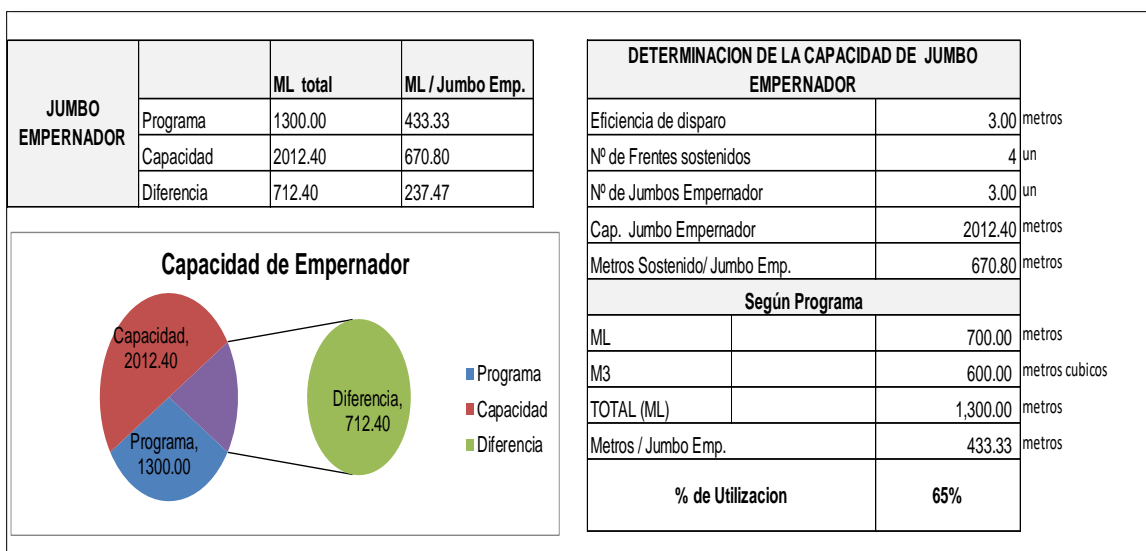 JUMBO EMPERNADOR
ML total ML / Jumbo Emp.
Programa 1300.00 433.33
Capacidad 2012.40 670.80
Diferencia 712.40 237.47
Capacidad de Empernador
Capacidad,
2012.40
Programa,
1300.00
Diferencia,
712.40
Programa
Capacidad
Diferencia
DETERMINACION DE LA CAPACIDAD DE JUMBO
EMPERNADOR
Eficiencia de disparo 3.00 metros
Nº de Frentes sostenidos 4 un
Nº de Jumbos Empernador 3.00 un
Cap. Jumbo Empernador 2012.40 metros
Metros Sostenido/ Jumbo Emp. 670.80 metros
Según Programa
ML 700.00 metros
M3 600.00 metros cubicos
TOTAL (ML) 1,300.00 metros
Metros / Jumbo Emp. 433.33 metros
% de Utilizacion 65%